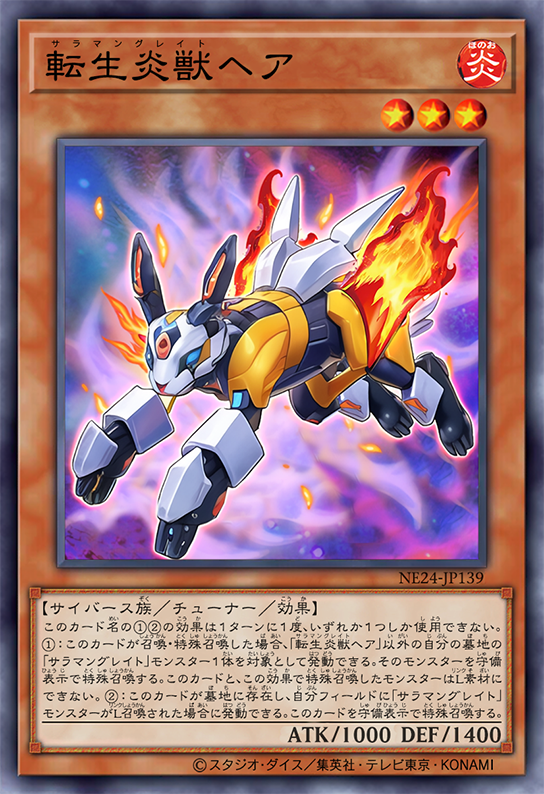 サラマングレイト
転生炎獣ヘア
ほのお
炎
NE24-JP139
【サイバース族／チューナー／効果】
このカード名の①②の効果は１ターンに１度、いずれか１つしか使用できない。
①：このカードが召喚・特殊召喚した場合、「転生炎獣ヘア」以外の自分の墓地の
「サラマングレイト」モンスター１体を対象として発動できる。そのモンスターを守備
表示で特殊召喚する。このカードと、この効果で特殊召喚したモンスターはL素材に
できない。②：このカードが墓地に存在し、自分フィールドに「サラマングレイト」
モンスターがL召喚された場合に発動できる。このカードを守備表示で特殊召喚する。
ATK/1000 DEF/1400
©スタジオ・ダイス／集英社・テレビ東京・KONAMI